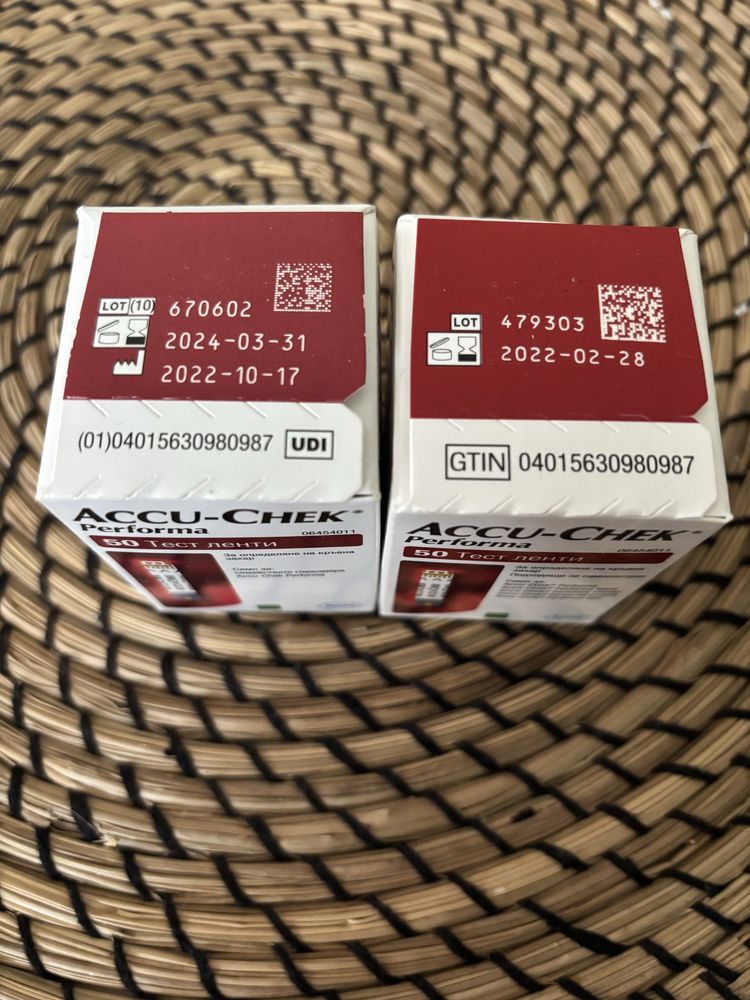 LOT (10) 670602
2024-03-31
2022-10-17
(01)04015630980987 UDI
ACCU-CHEK®
Performa
06454011
50 Тест ленти
За определяне на кръвна
захар
Само за:
Accu-Chek Performa
LOT 479303
2022-02-28
GTIN 04015630980987
ACCU-CHEK®
Performa
06454011
50 Тест ленти
За определяне на кръвна
захар
Само за: